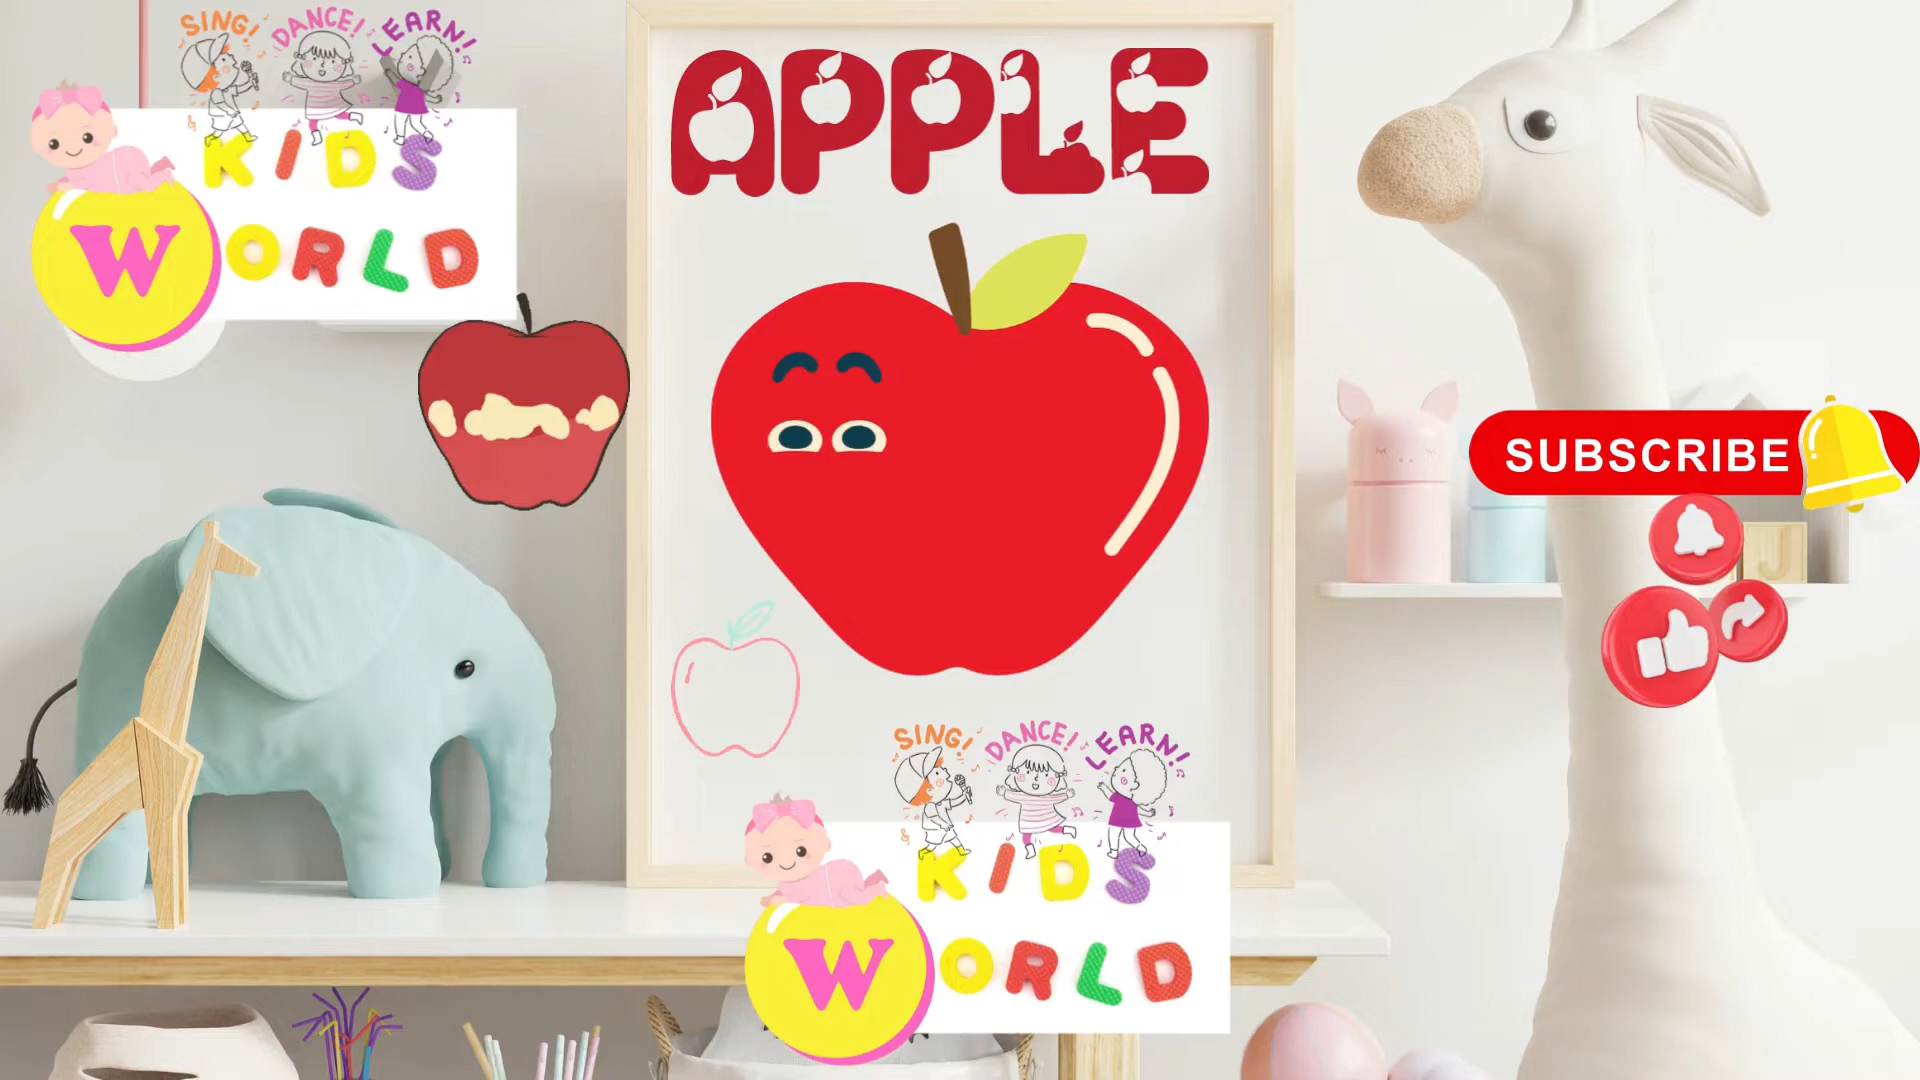 SING! DANCE! LEARN!
KIDS
WORLD
APPLE
SUBSCRIBE
J
SING! DANCE! LEARN!
KIDS
WORLD